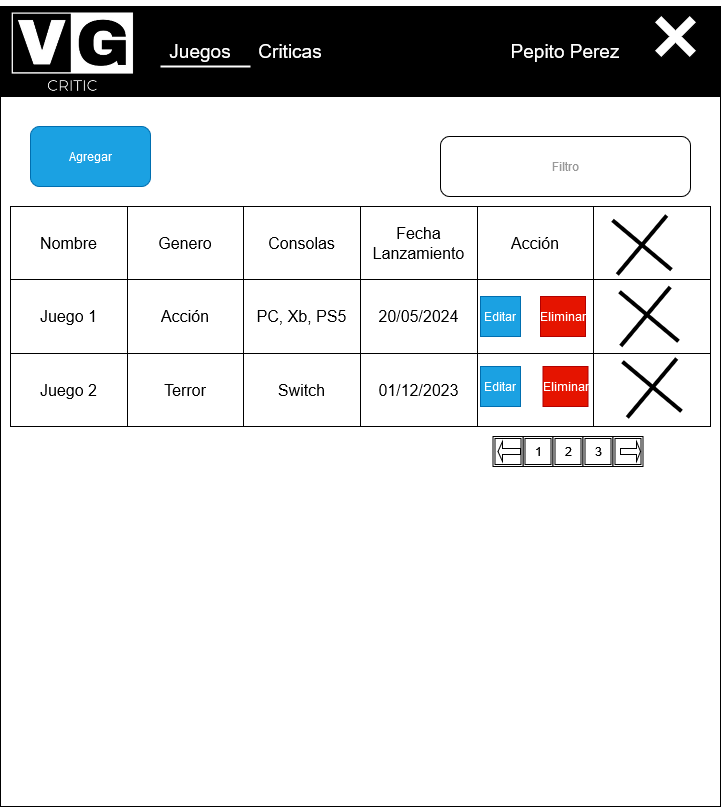 VG
CRITIC
Juegos Criticas Pepito Perez
Agregar
Filtro
Nombre Genero Consolas Fecha Lanzamiento Acción
Juego 1 Acción PC, Xb, PS5 20/05/2024 Editar Eliminar
Juego 2 Terror Switch 01/12/2023 Editar Eliminar
1 2 3